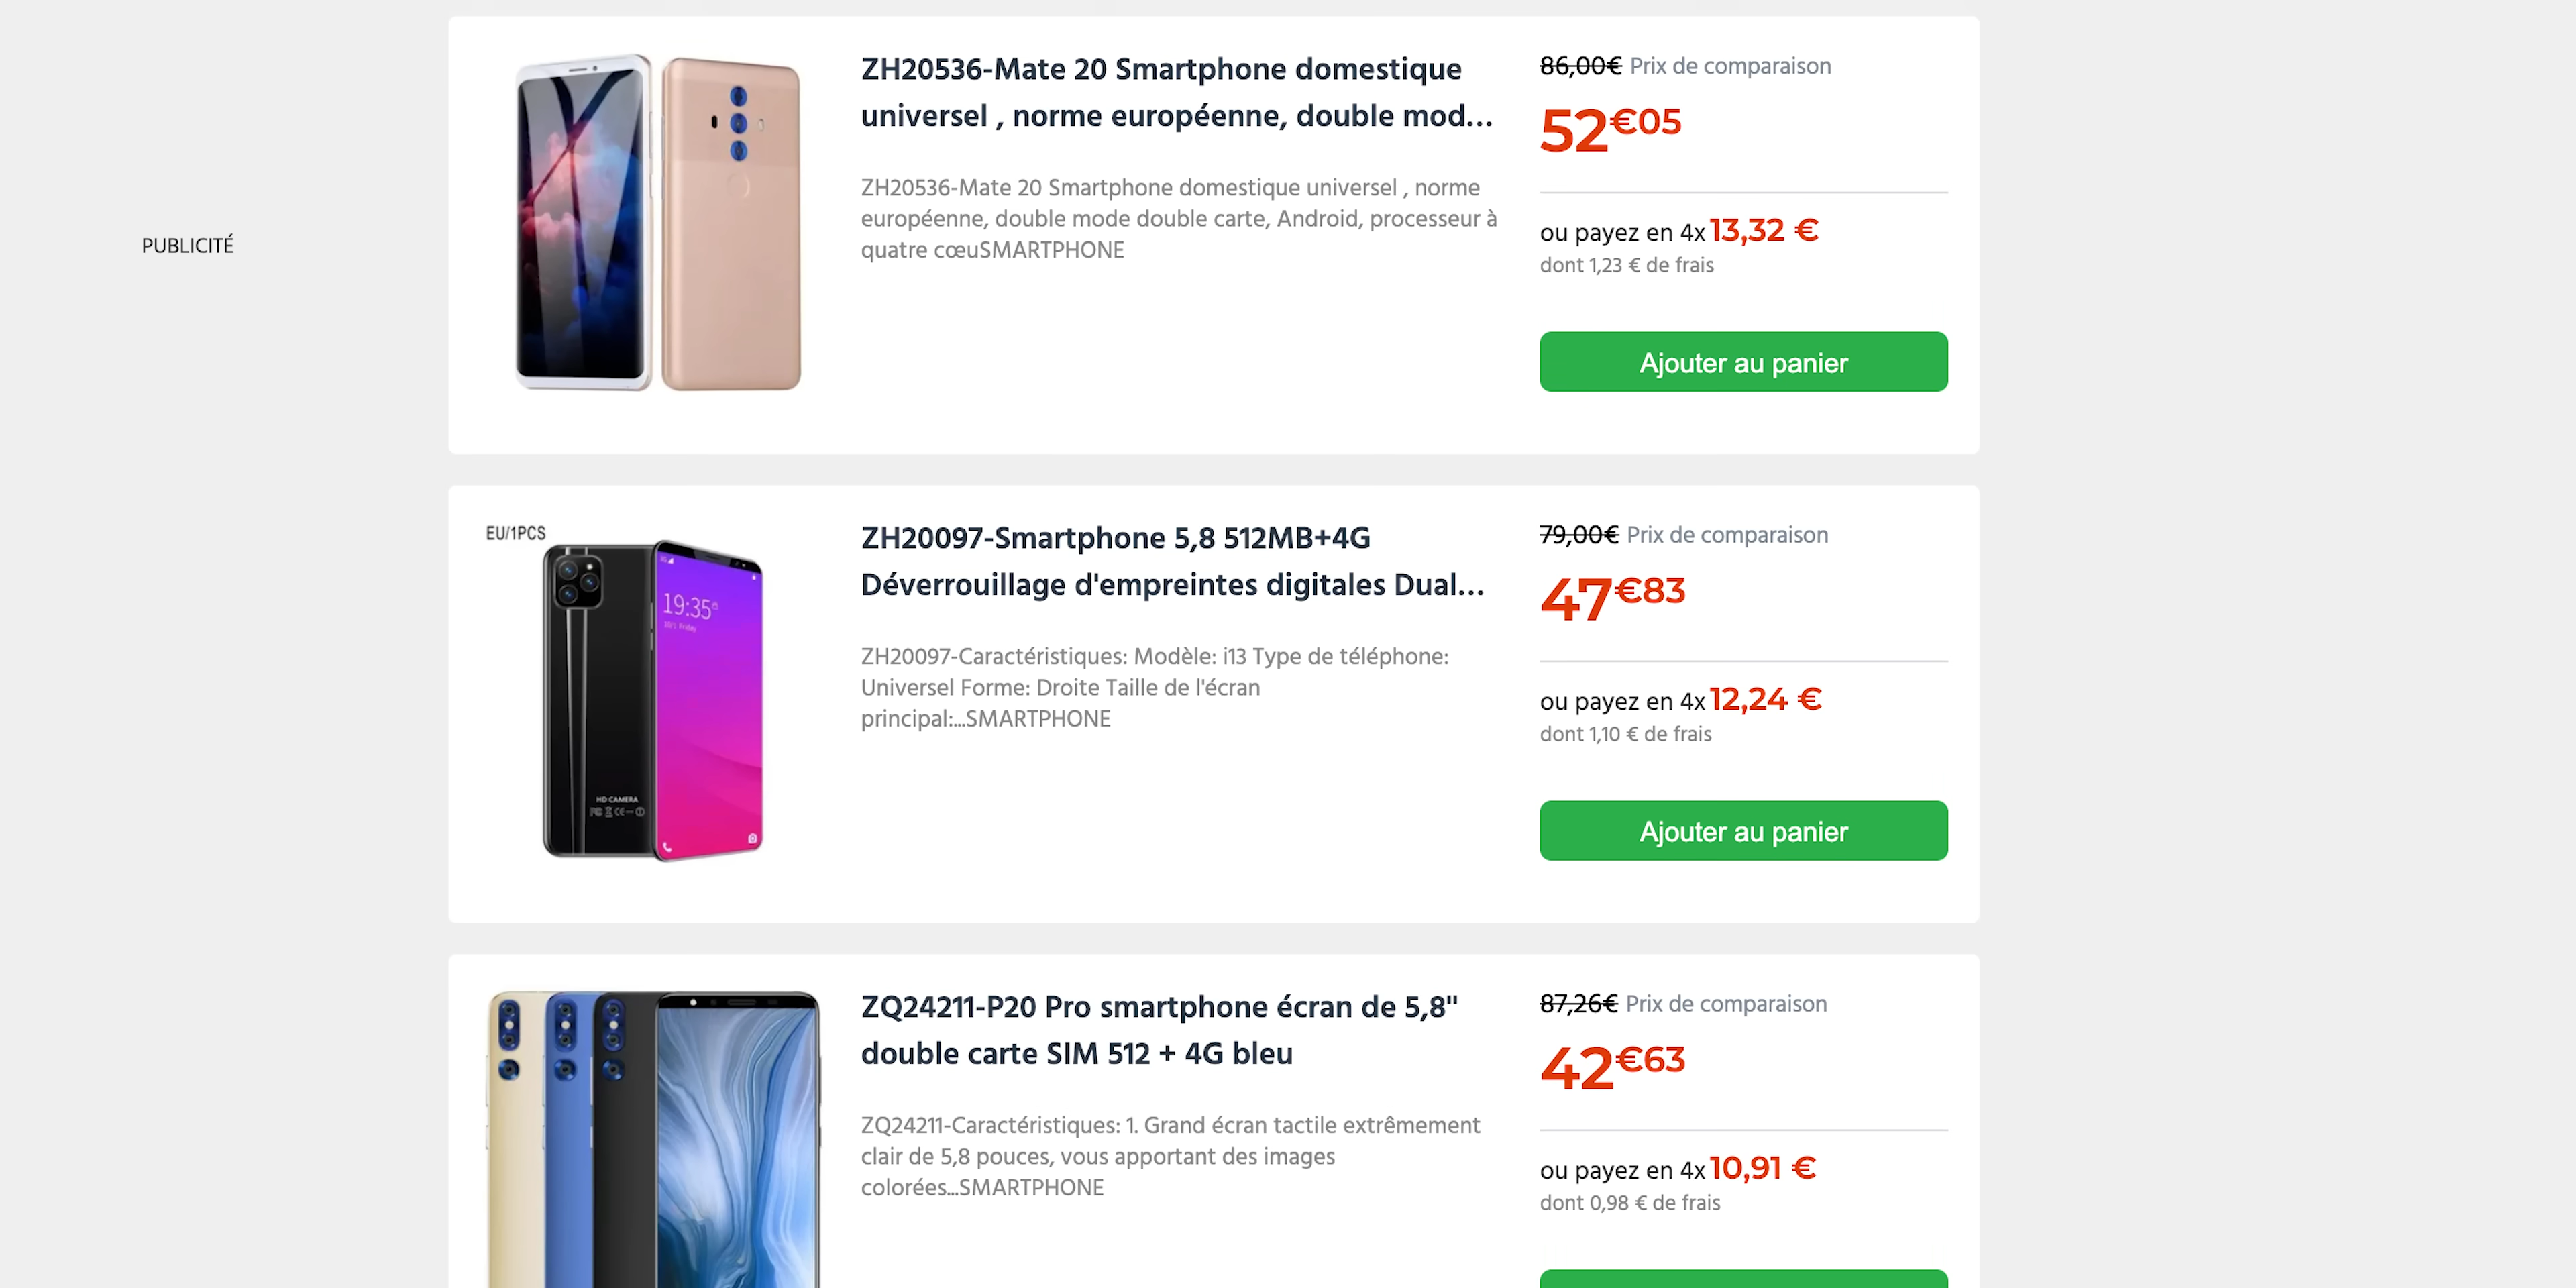 PUBLICITÉ
ZH20536-Mate 20 Smartphone domestique
universel , norme européenne, double mod...
ZH20536-Mate 20 Smartphone domestique universel , norme
européenne, double mode double carte, Android, processeur à
quatre cœuSMARTPHONE
86,00€ Prix de comparaison
52€05
ou payez en 4x 13,32 €
dont 1,23 € de frais
Ajouter au panier
EU/1PCS
19:35
10/1 Friday
HD CAMERA
ZH20097-Smartphone 5,8 512MB+4G
Déverrouillage d'empreintes digitales Dual...
ZH20097-Caractéristiques: Modèle: i13 Type de téléphone:
Universel Forme: Droite Taille de l'écran
principal:...SMARTPHONE
79,00€ Prix de comparaison
47€83
ou payez en 4x 12,24 €
dont 1,10 € de frais
Ajouter au panier
ZQ24211-P20 Pro smartphone écran de 5,8"
double carte SIM 512 + 4G bleu
ZQ24211-Caractéristiques: 1. Grand écran tactile extrêmement
clair de 5,8 pouces, vous apportant des images
colorées...SMARTPHONE
87,26€ Prix de comparaison
42€63
ou payez en 4x 10,91 €
dont 0,98 € de frais